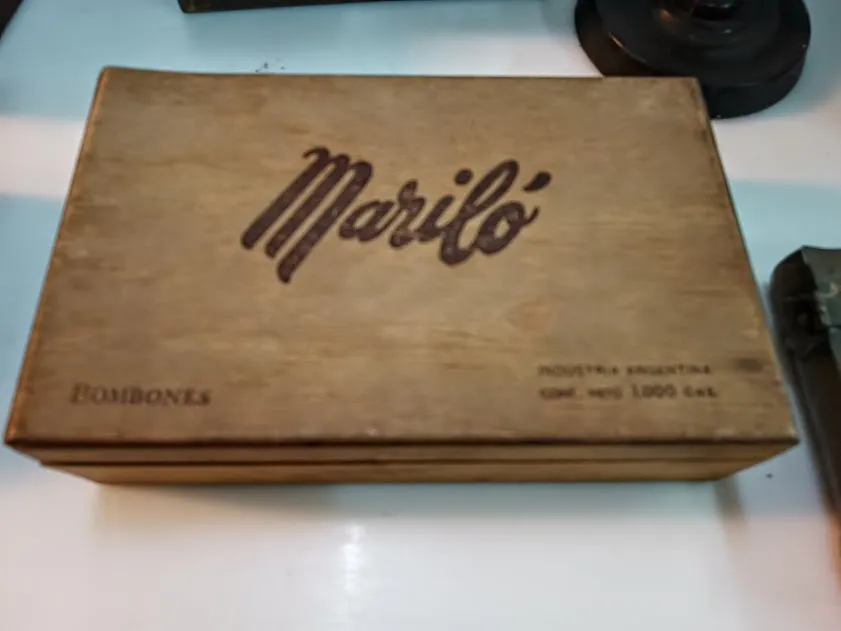 Mariló
BOMBONES
INDUSTRIA ARGENTINA
CONT. NETO 1.000 Grs.